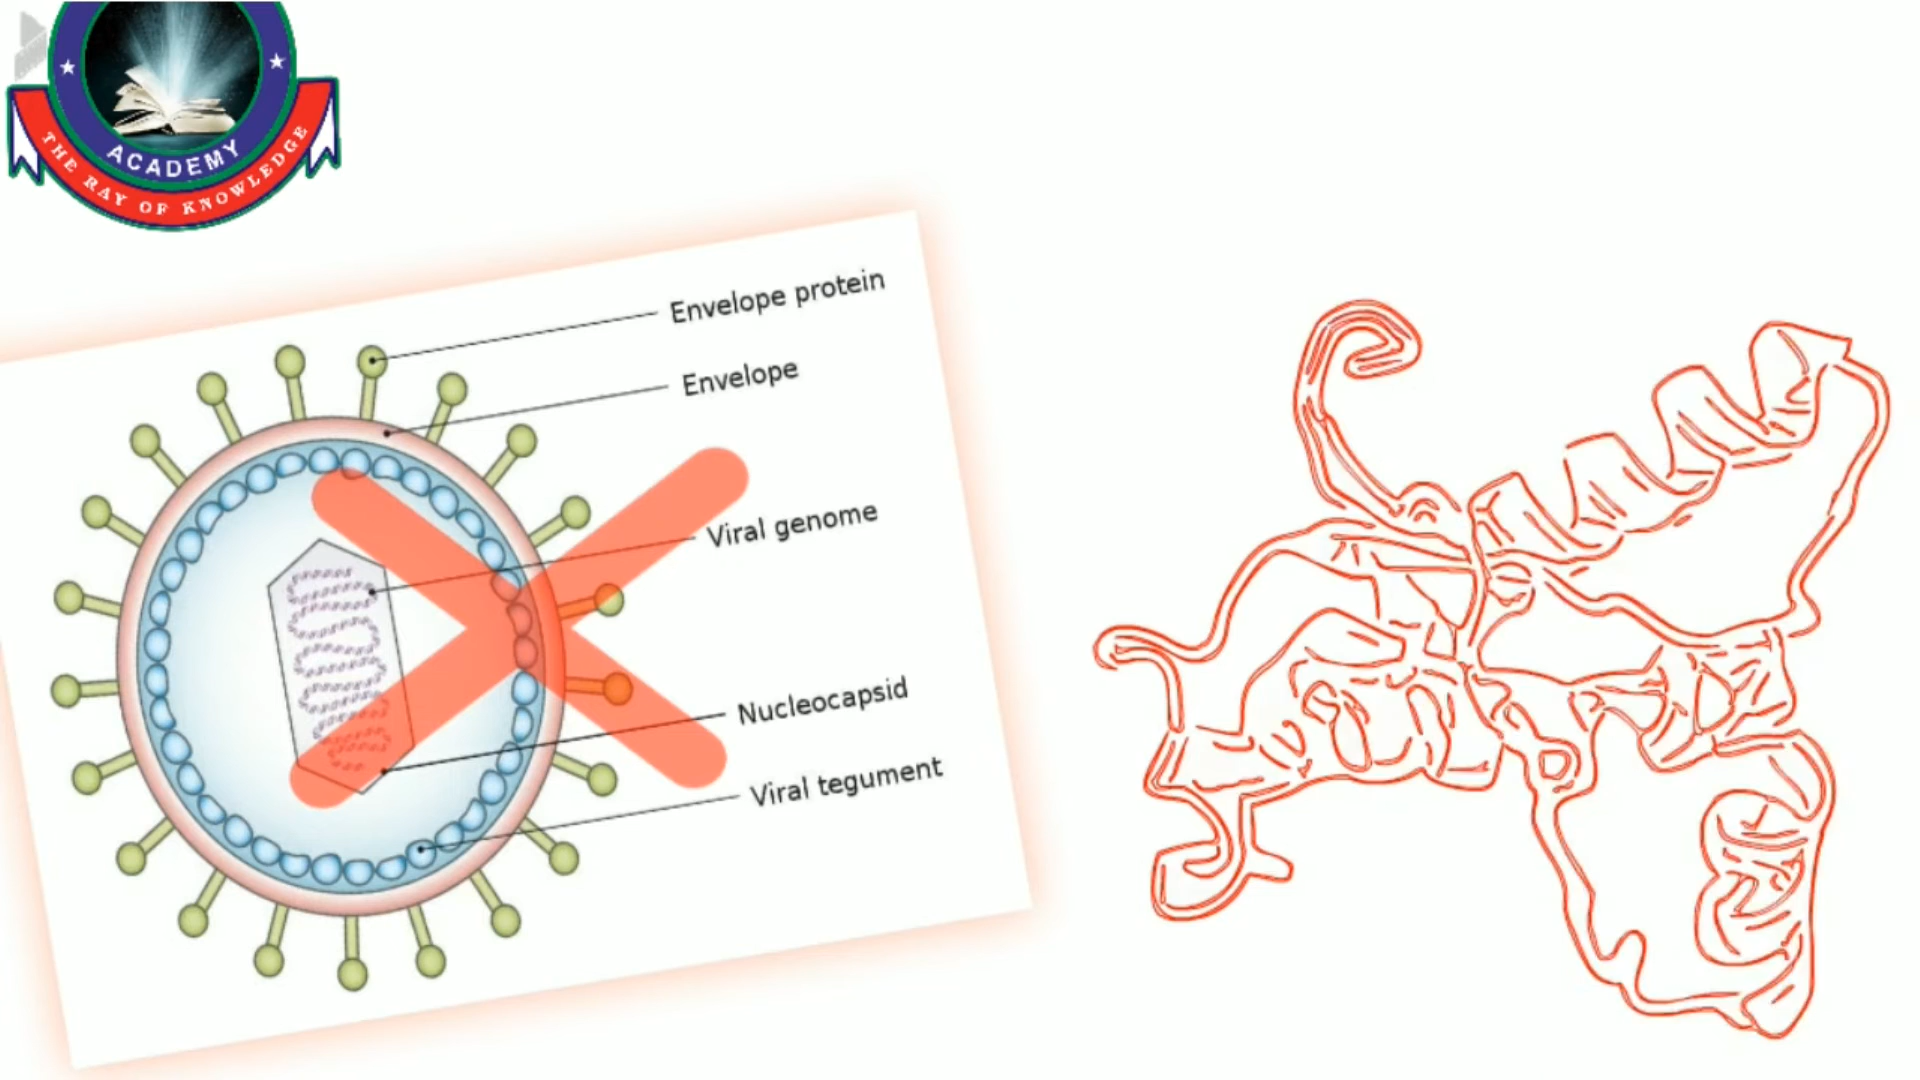 ACADEMY
THE RAY OF KNOWLEDGE
Envelope protein
Envelope
Viral genome
Nucleocapsid
Viral tegument